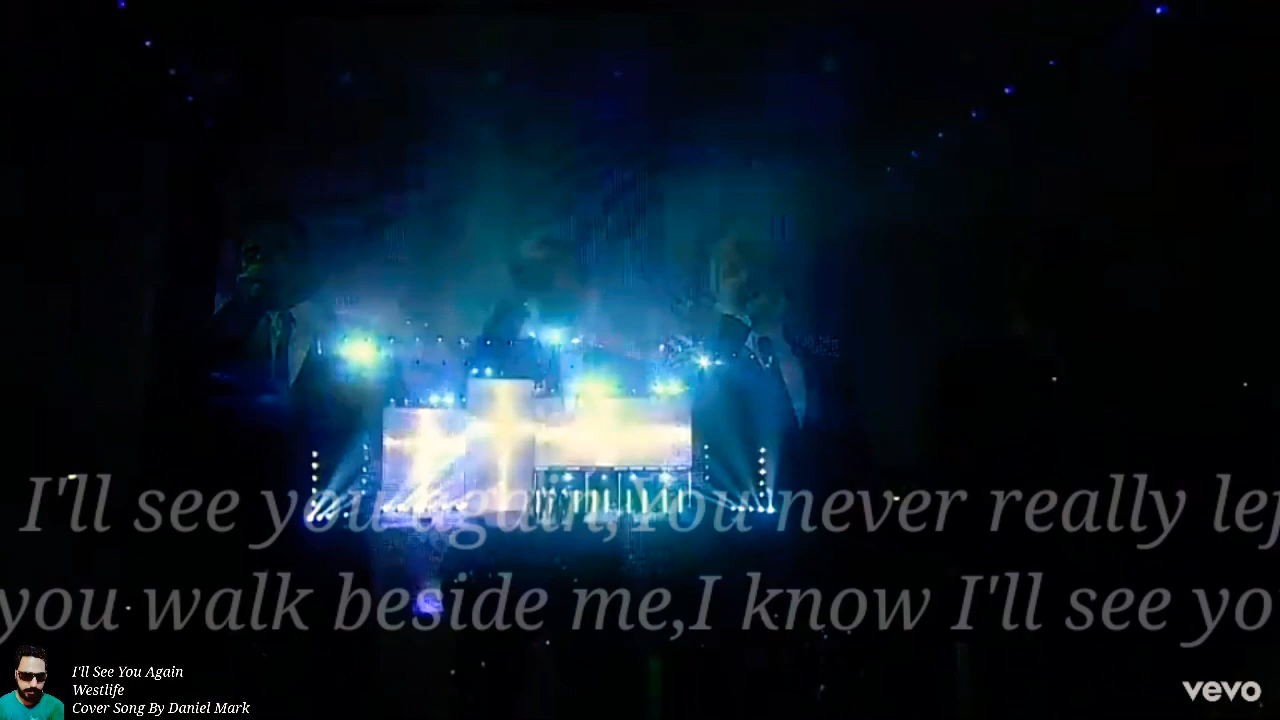 I'll see you again,You never really lef
you walk beside me,I know I'll see yo
I'll See You Again
Westlife
Cover Song By Daniel Mark
vevo